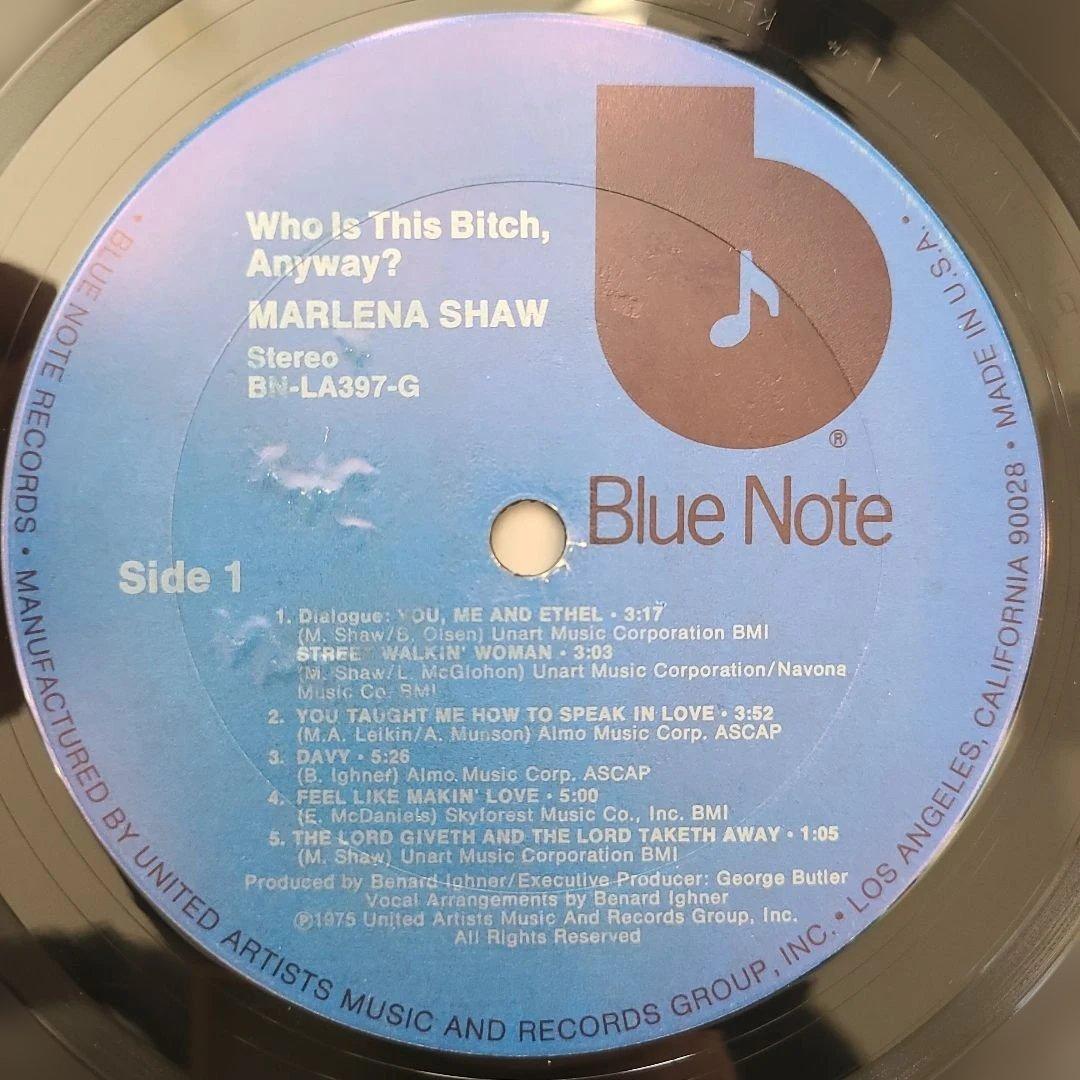 Who Is This Bitch,
Anyway?
MARLENA SHAW
Stereo
BN-LA397-G
®
Blue Note
Side 1
1. Dialogue: YOU, ME AND ETHEL • 3:17
(M. Shaw/B. Olsen) Unart Music Corporation BMI
STREET WALKIN' WOMAN • 3:03
(M. Shaw/L. McGlohon) Unart Music Corporation/Navona
Music Co. BMI
2. YOU TAUGHT ME HOW TO SPEAK IN LOVE • 3:52
(M.A. Leikin/A. Munson) Almo Music Corp. ASCAP
3. DAVY • 5:26
(B. Ighner) Almo Music Corp. ASCAP
4. FEEL LIKE MAKIN' LOVE • 5:00
(E. McDaniels) Skyforest Music Co., Inc. BMI
5. THE LORD GIVETH AND THE LORD TAKETH AWAY • 1:05
(M. Shaw) Unart Music Corporation BMI
Produced by Benard Ighner/Executive Producer: George Butler
Vocal Arrangements by Benard Ighner
℗1975 United Artists Music And Records Group, Inc.
All Rights Reserved
• BLUE NOTE RECORDS • MANUFACTURED BY UNITED ARTISTS MUSIC AND RECORDS GROUP, INC. • LOS ANGELES, CALIFORNIA 90028 • MADE IN U.S.A. •